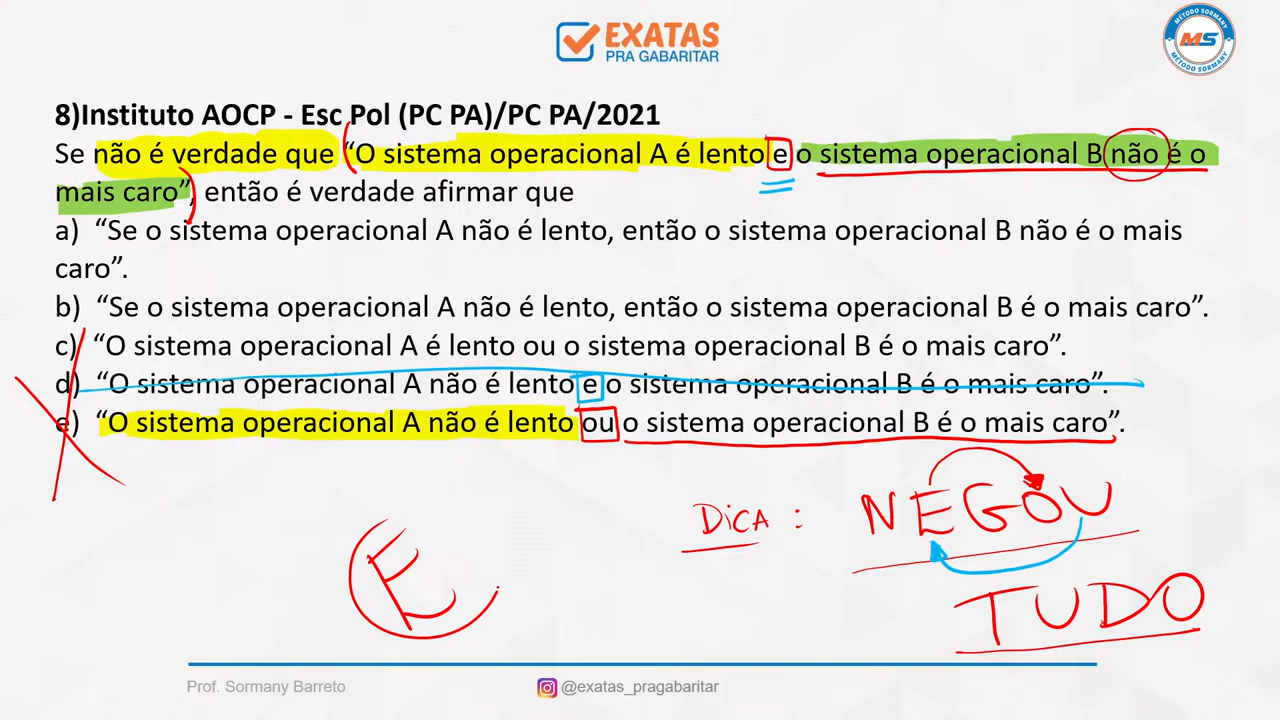 EXATAS
PRA GABARITAR
MÉTODO SORMANY
MS
MÉTODO SORMANY
8)Instituto AOCP - Esc Pol (PC PA)/PC PA/2021
Se não é verdade que “O sistema operacional A é lento e o sistema operacional B não é o
mais caro”, então é verdade afirmar que
a) “Se o sistema operacional A não é lento, então o sistema operacional B não é o mais
caro”.
b) “Se o sistema operacional A não é lento, então o sistema operacional B é o mais caro”.
c) “O sistema operacional A é lento ou o sistema operacional B é o mais caro”.
d) “O sistema operacional A não é lento e o sistema operacional B é o mais caro”.
e) “O sistema operacional A não é lento ou o sistema operacional B é o mais caro”.
DICA : NEGOU
TUDO
E
Prof. Sormany Barreto
@exatas_pragabaritar